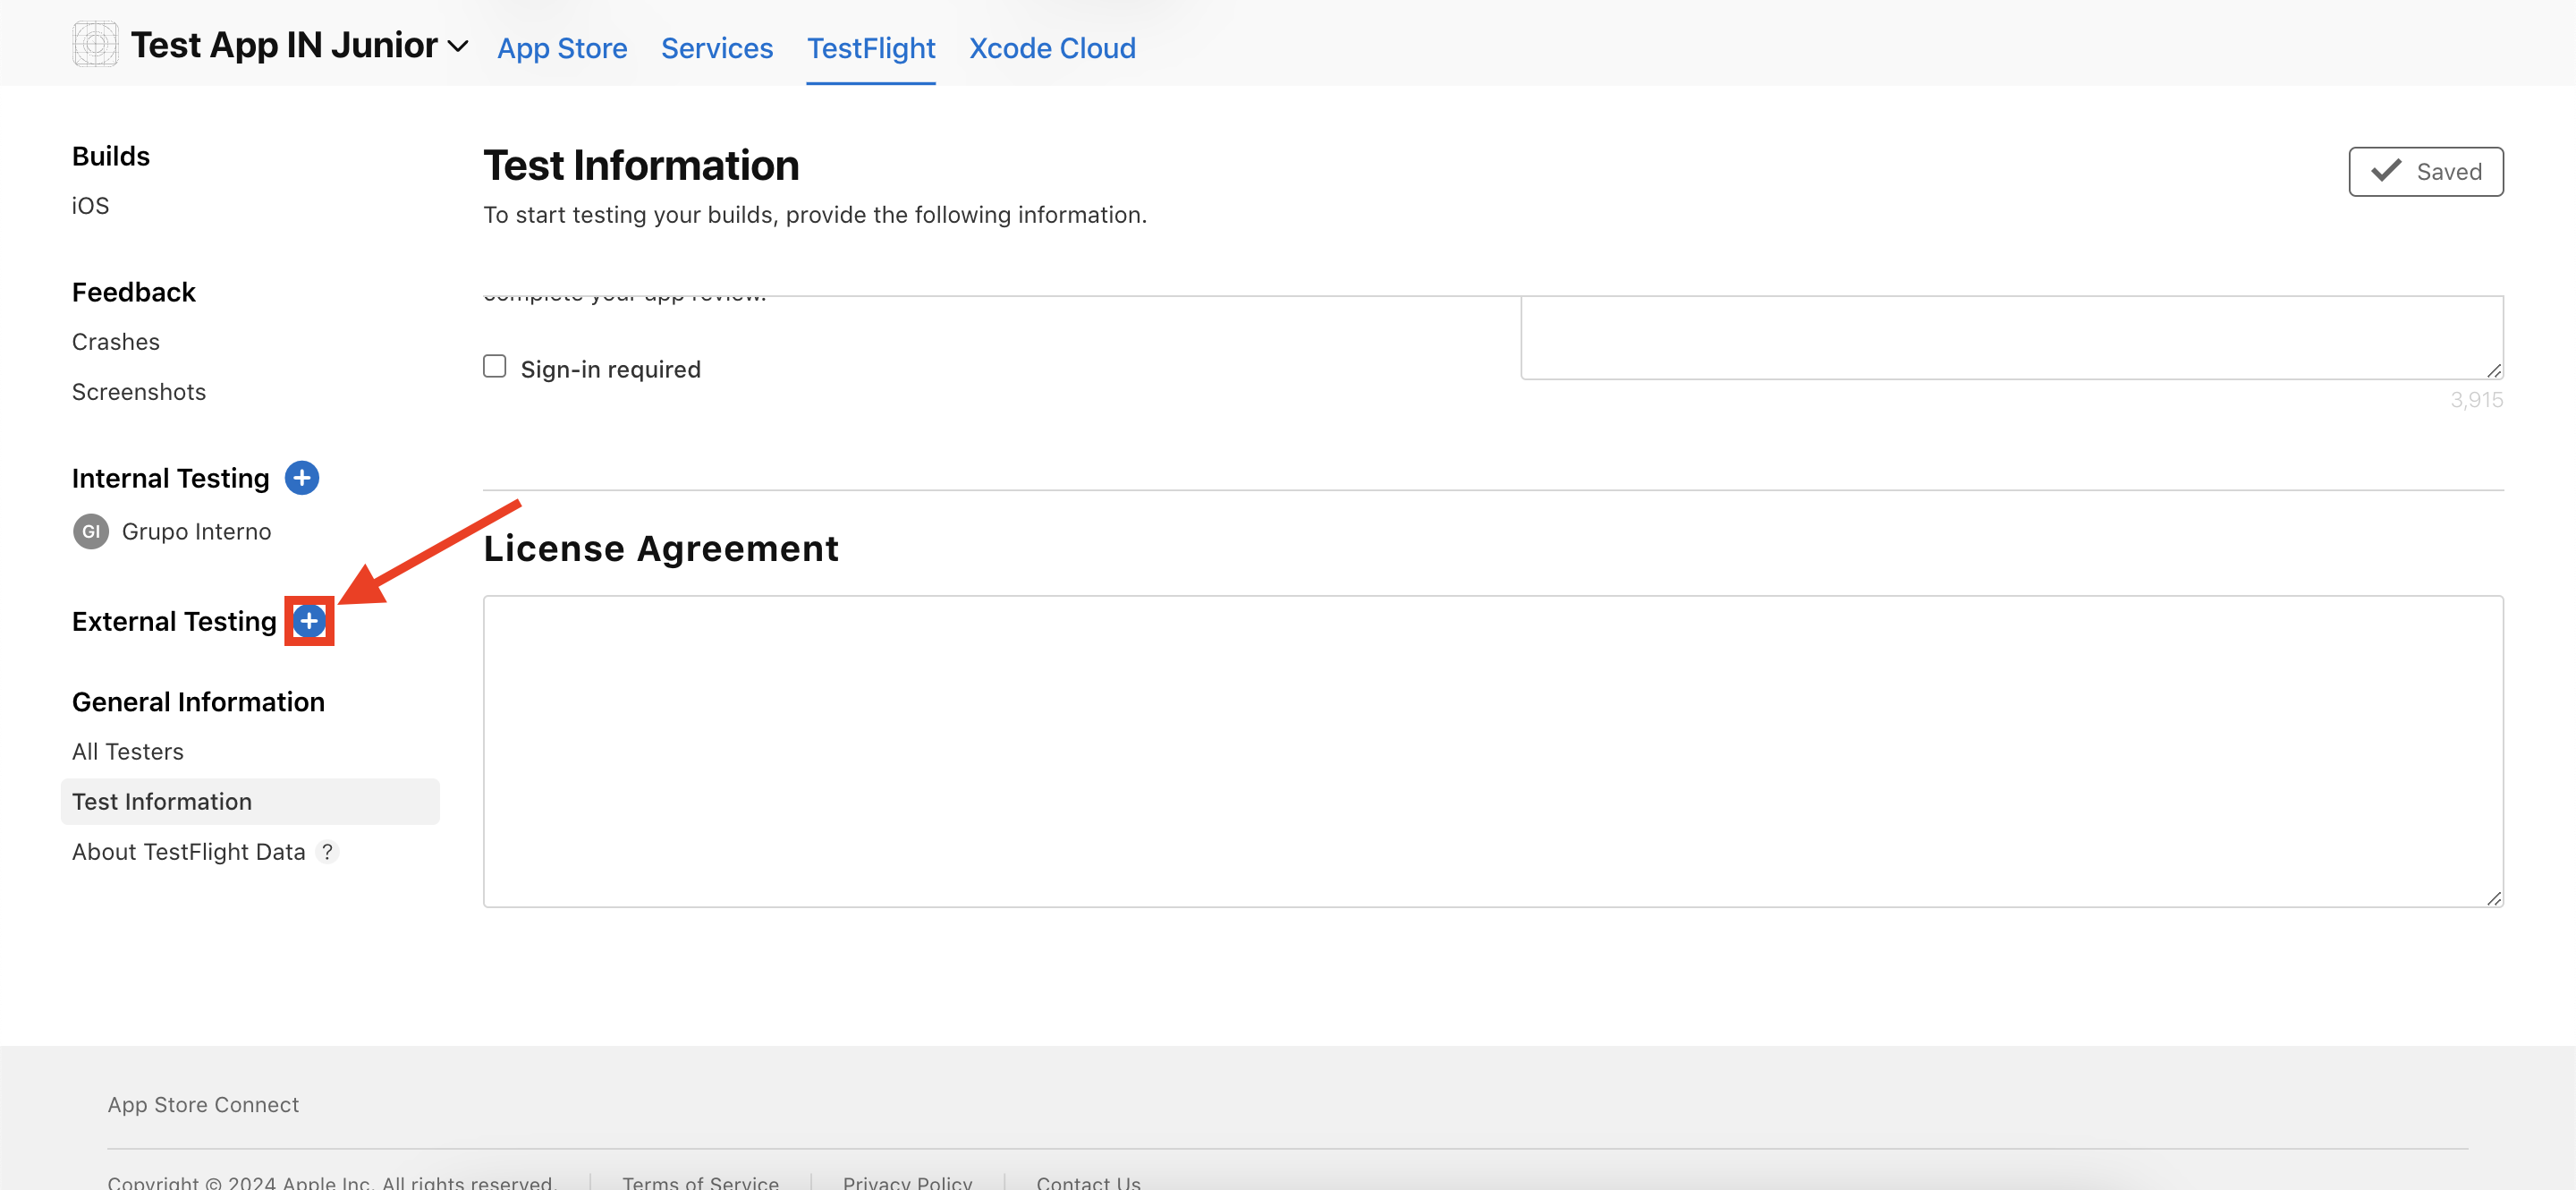 Test App IN Junior
App Store
Services
TestFlight
Xcode Cloud
Builds
iOS
Feedback
Crashes
Screenshots
Internal Testing
GI Grupo Interno
External Testing
General Information
All Testers
Test Information
About TestFlight Data ?
Test Information
Saved
To start testing your builds, provide the following information.
complete your app review.
Sign-in required
3,915
License Agreement
App Store Connect
Copyright © 2024 Apple Inc. All rights reserved.
Terms of Service
Privacy Policy
Contact Us